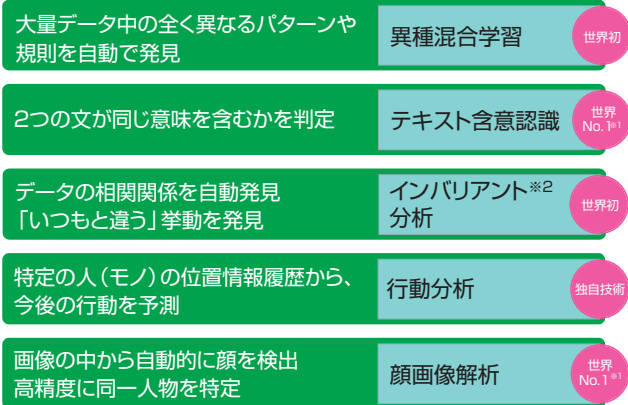 大量データ中の全く異なるパターンや
規則を自動で発見
異種混合学習
世界初
2つの文が同じ意味を含むかを判定
テキスト含意認識
世界
No.1※1
データの相関関係を自動発見
「いつもと違う」挙動を発見
インバリアント※2
分析
世界初
特定の人(モノ)の位置情報履歴から、
今後の行動を予測
行動分析
独自技術
画像の中から自動的に顔を検出
高精度に同一人物を特定
顔画像解析
世界
No.1※1